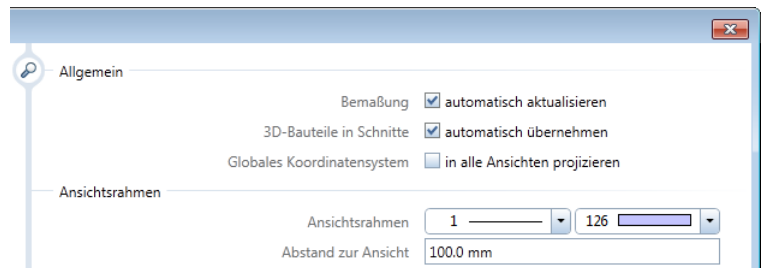 Allgemein
Bemaßung automatisch aktualisieren
3D-Bauteile in Schnitte automatisch übernehmen
Globales Koordinatensystem in alle Ansichten projizieren
Ansichtsrahmen
Ansichtsrahmen 1 126
Abstand zur Ansicht 100.0 mm